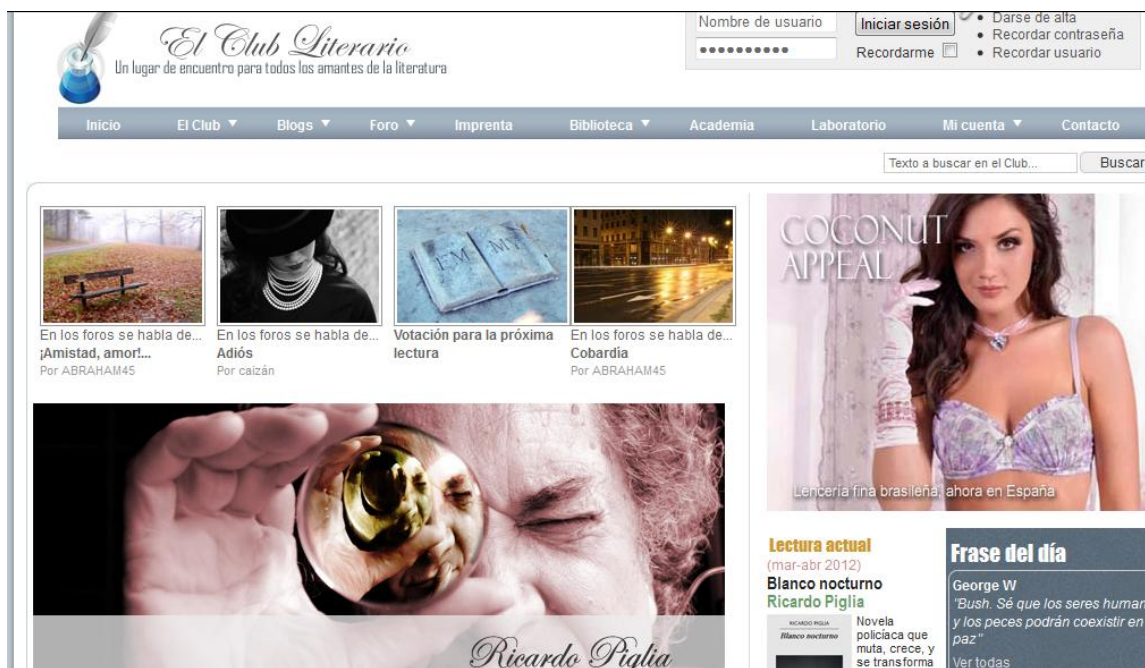 Nombre de usuario
Iniciar sesión
Darse de alta
Recordar contraseña
Recordarme
Recordar usuario
El Club Literario
Un lugar de encuentro para todos los amantes de la literatura
Inicio
El Club
Blogs
Foro
Imprenta
Biblioteca
Academia
Laboratorio
Mi cuenta
Contacto
Texto a buscar en el Club...
Buscar
En los foros se habla de...
¡Amistad, amor!...
Por ABRAHAM45
En los foros se habla de...
Adiós
Por caizán
EM MY
Votación para la próxima
lectura
En los foros se habla de...
Cobardía
Por ABRAHAM45
Ricardo Piglia
COCONUT
APPEAL
Lencería fina brasileña, ahora en España
Lectura actual
(mar-abr 2012)
Blanco nocturno
Ricardo Piglia
RICARDO PIGLIA
Blanco nocturno
Novela
policíaca que
muta, crece, y
se transforma
Frase del día
George W
"Bush. Sé que los seres human
y los peces podrán coexistir en
paz"
Ver todas